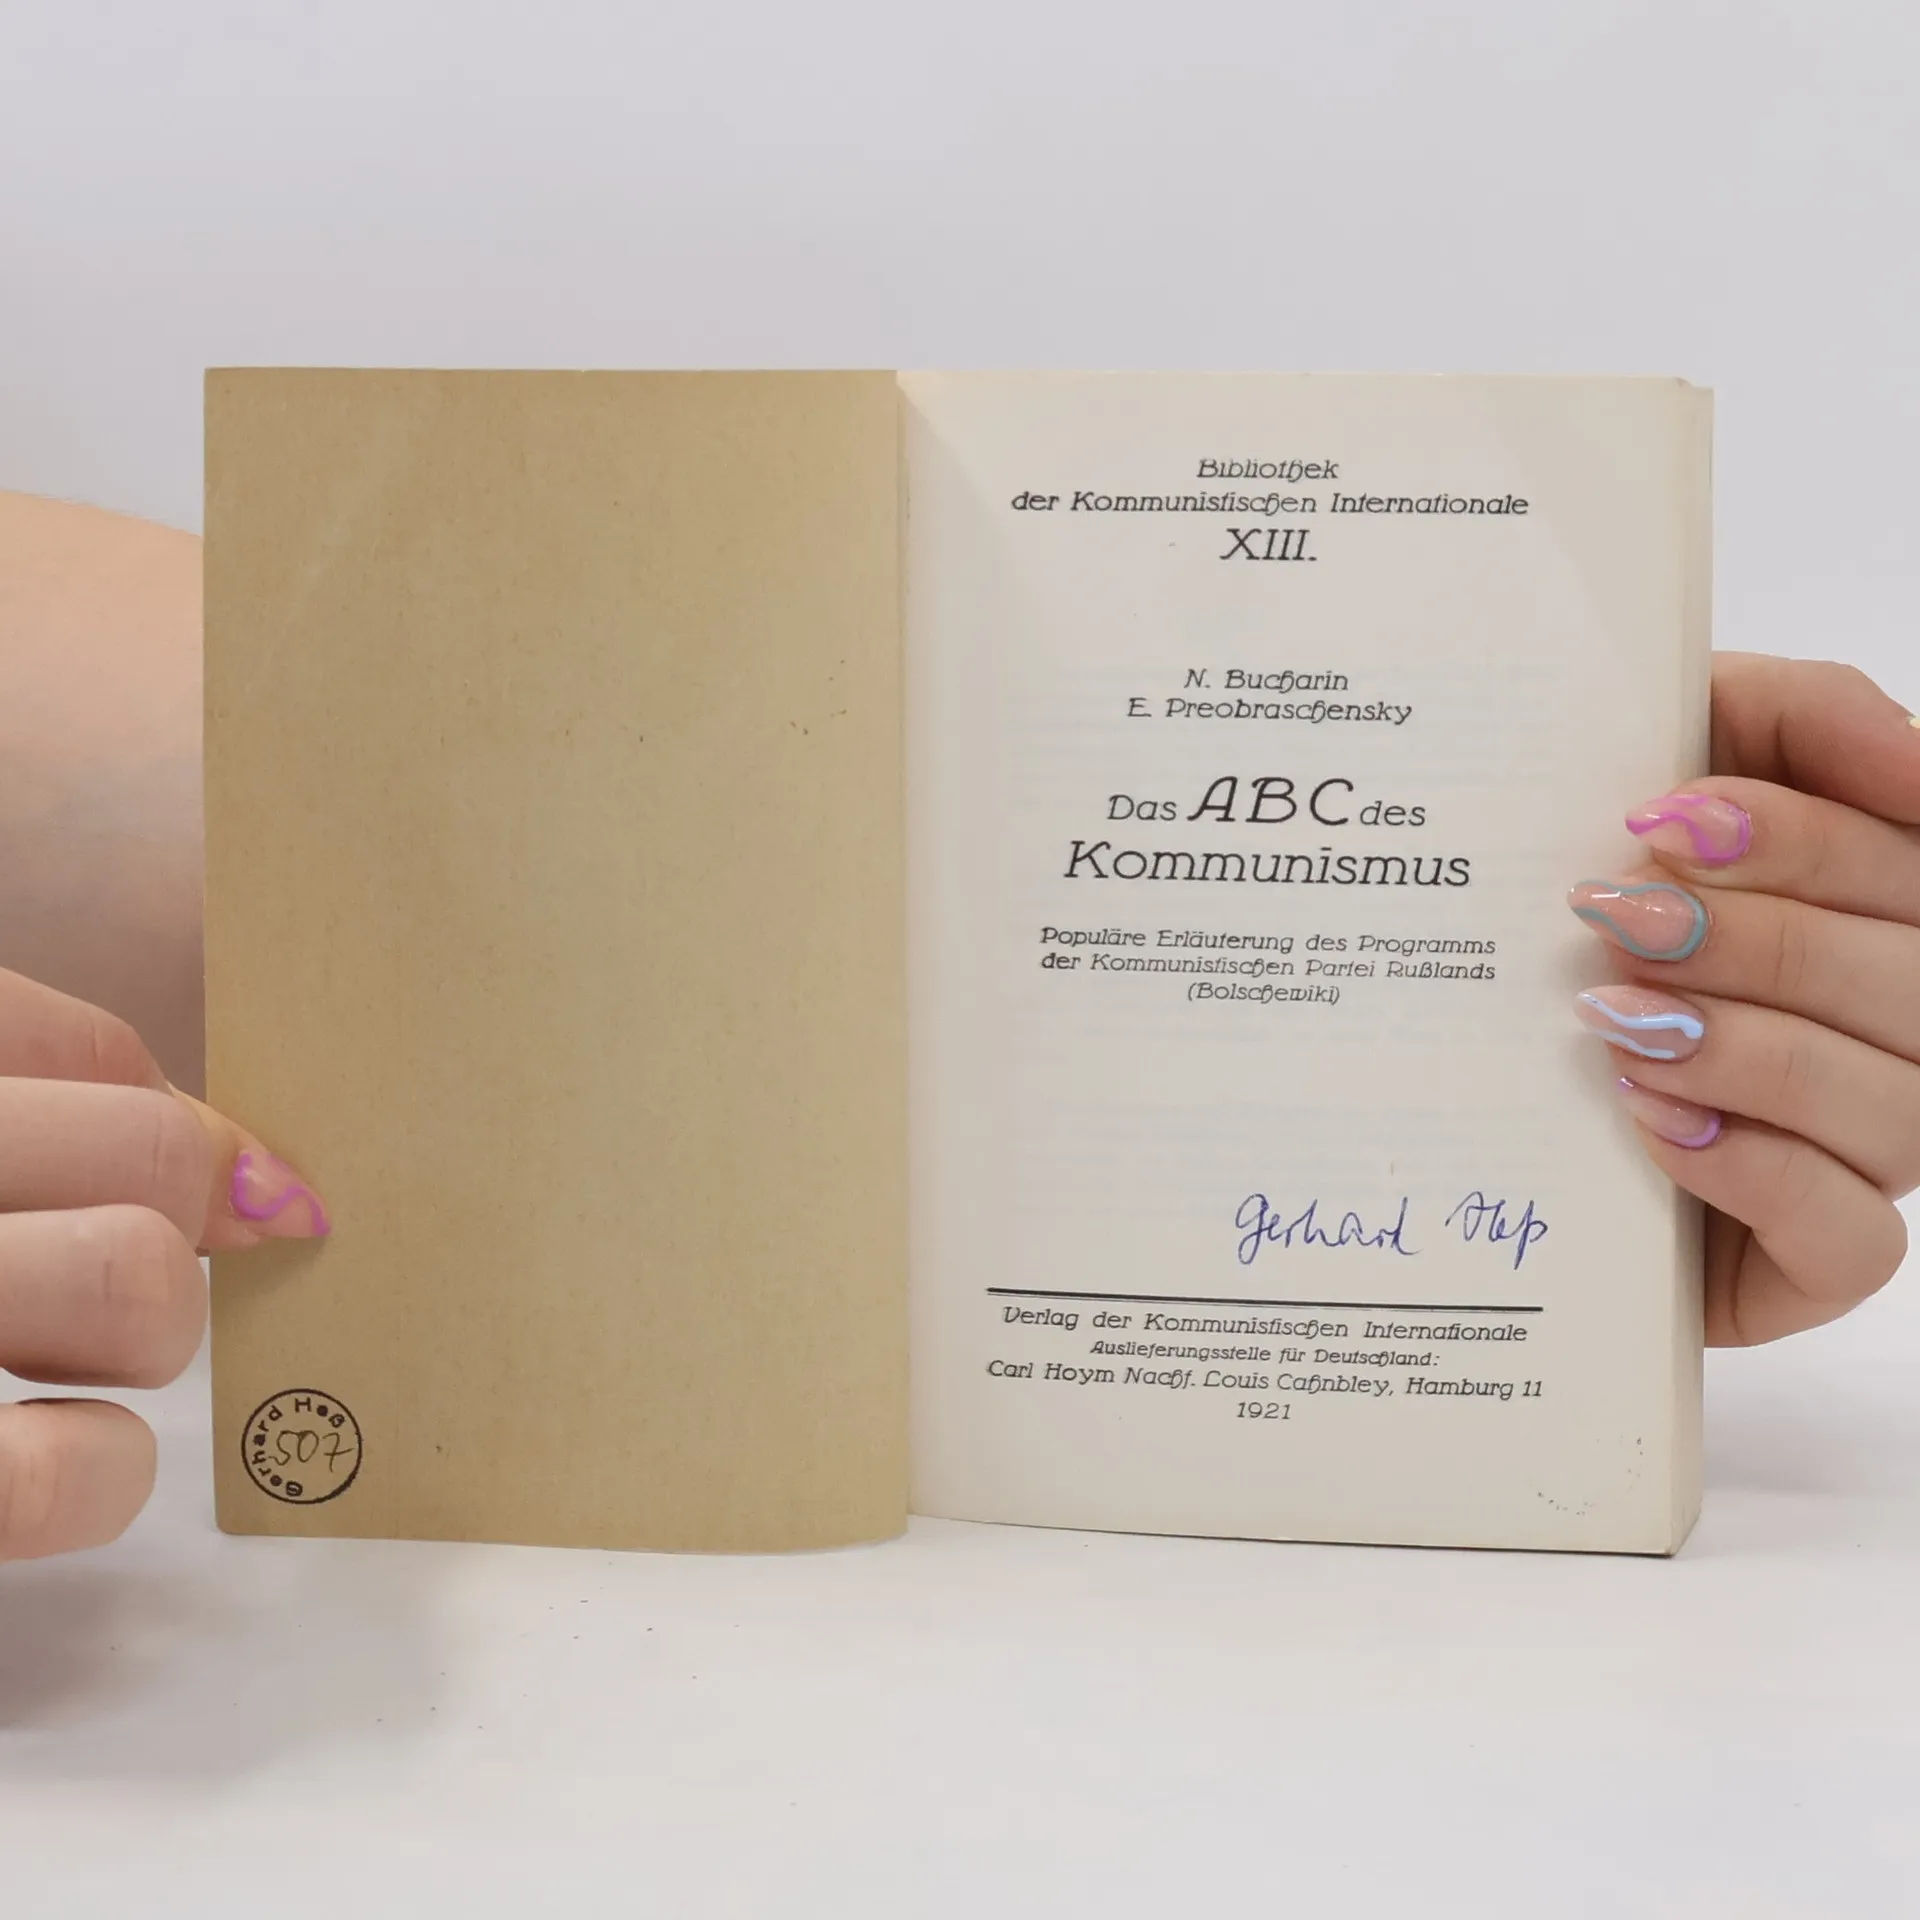 Gerhard Heß
507
Bibliothek
der Kommunistischen Internationale
XIII.
N. Bucharin
E. Preobraschensky
Das ABC des
Kommunismus
Populäre Erläuterung des Programms
der Kommunistischen Partei Rußlands
(Bolschewiki)
Gerhard Heß
Verlag der Kommunistischen Internationale
Auslieferungsstelle für Deutschland:
Carl Hoym Nachf. Louis Cahnbley, Hamburg 11
1921